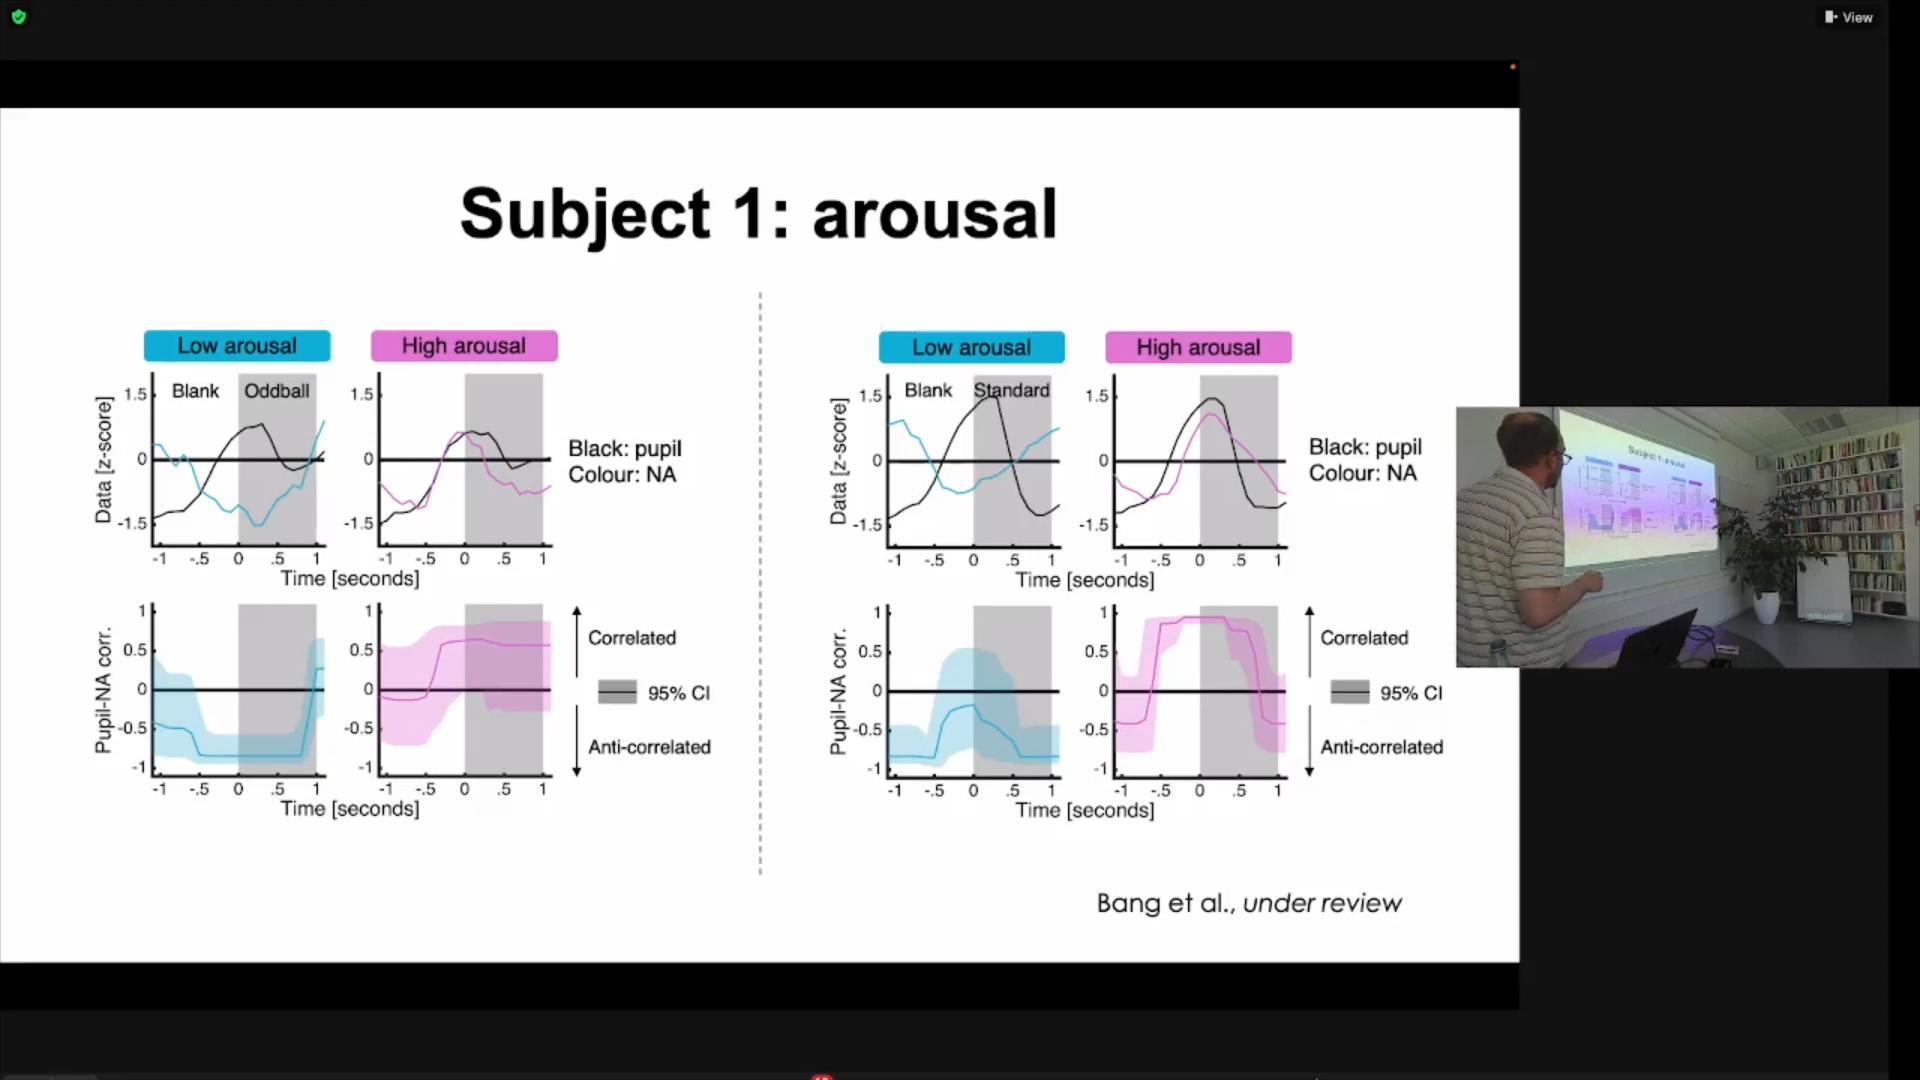 View
Subject 1: arousal
Low arousal
High arousal
Blank
Oddball
Data [z-score]
1.5
0
-1.5
-1 -.5 0 .5 1
1.5
0
-1.5
-1 -.5 0 .5 1
Time [seconds]
Black: pupil
Colour: NA
Pupil-NA corr.
1
0.5
0
-0.5
-1
-1 -.5 0 .5 1
1
0.5
0
-0.5
-1
-1 -.5 0 .5 1
Time [seconds]
Correlated
95% CI
Anti-correlated
Low arousal
High arousal
Blank
Standard
Data [z-score]
1.5
0
-1.5
-1 -.5 0 .5 1
1.5
0
-1.5
-1 -.5 0 .5 1
Time [seconds]
Black: pupil
Colour: NA
Pupil-NA corr.
1
0.5
0
-0.5
-1
-1 -.5 0 .5 1
1
0.5
0
-0.5
-1
-1 -.5 0 .5 1
Time [seconds]
Correlated
95% CI
Anti-correlated
Bang et al., under review
Subject 1: arousal